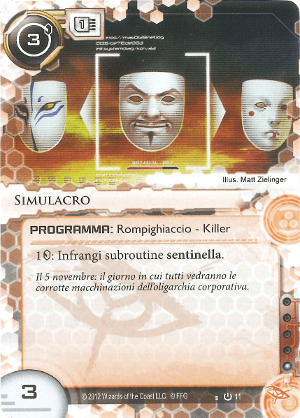 3
1
Illus. Matt Zielinger
SIMULACRO
PROGRAMMA: Rompighiaccio - Killer
1: Infrangi subroutine sentinella.
Il 5 novembre: il giorno in cui tutti vedranno le
corrotte macchinazioni dell'oligarchia corporativa.
3
© 2012 Wizards of the Coast LLC. © FFG
11